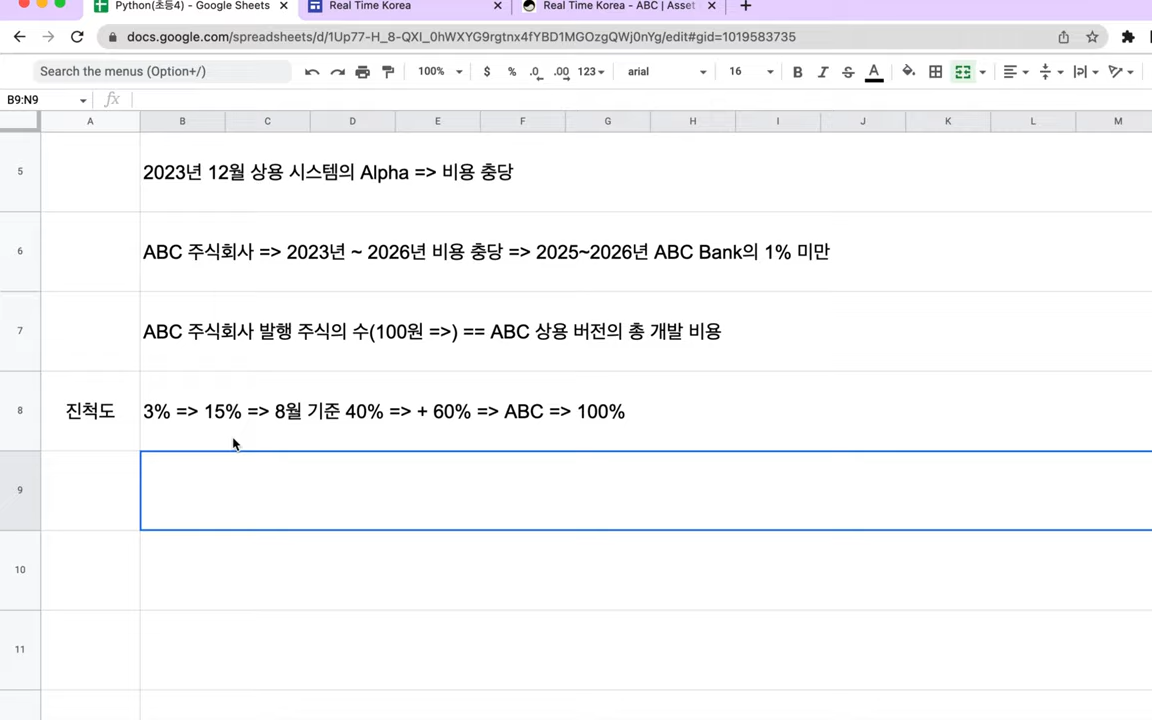 Python(초등4) - Google Sheets
Real Time Korea
Real Time Korea - ABC | Asset
docs.google.com/spreadsheets/d/1Up77-H_8-QXI_0hWXYG9rgtnx4fYBD1MGOzgQWj0nYg/edit#gid=1019583735
Search the menus (Option+/)
100%
$ % .0 .00 123
arial
16
B I S A
B9:N9
fx
A B C D E F G H I J K L M
5 2023년 12월 상용 시스템의 Alpha => 비용 충당
6 ABC 주식회사 => 2023년 ~ 2026년 비용 충당 => 2025~2026년 ABC Bank의 1% 미만
7 ABC 주식회사 발행 주식의 수(100원 =>) == ABC 상용 버전의 총 개발 비용
8 진척도 3% => 15% => 8월 기준 40% => + 60% => ABC => 100%
9
10
11